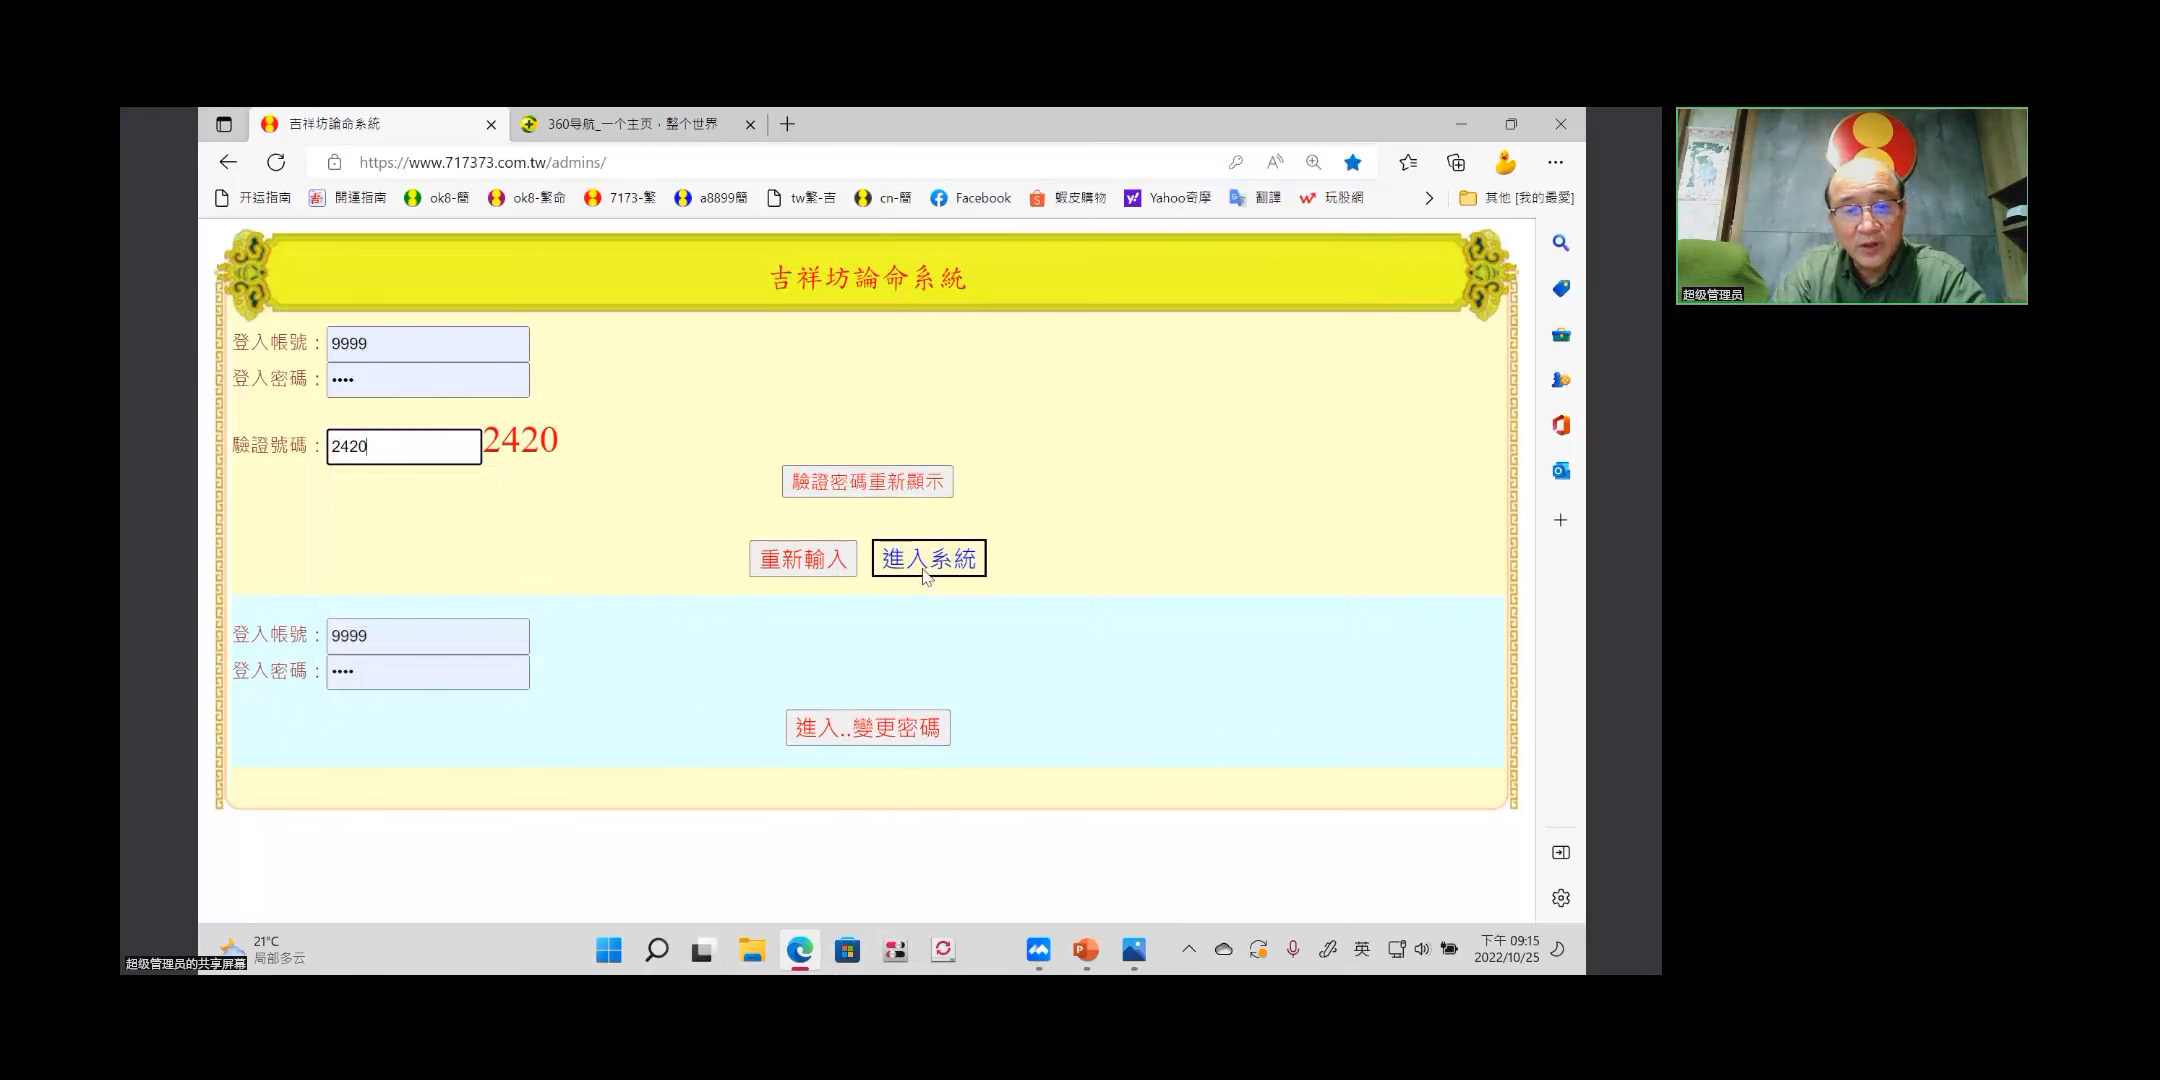 吉祥坊論命系統
360导航_一个主页，整个世界
https://www.717373.com.tw/admins/
开运指南
開運指南
ok8-簡
ok8-繁命
7173-繁
a8899簡
tw繁-吉
cn-簡
Facebook
蝦皮購物
Yahoo奇摩
翻譯
玩股網
其他 [我的最愛]
吉祥坊論命系統
登入帳號：9999
登入密碼：••••
驗證號碼：2420 2420
驗證密碼重新顯示
重新輸入 進入系統
登入帳號：9999
登入密碼：••••
進入..變更密碼
21°C
局部多云
英
下午 09:15
2022/10/25
超级管理员的共享屏幕
超级管理员